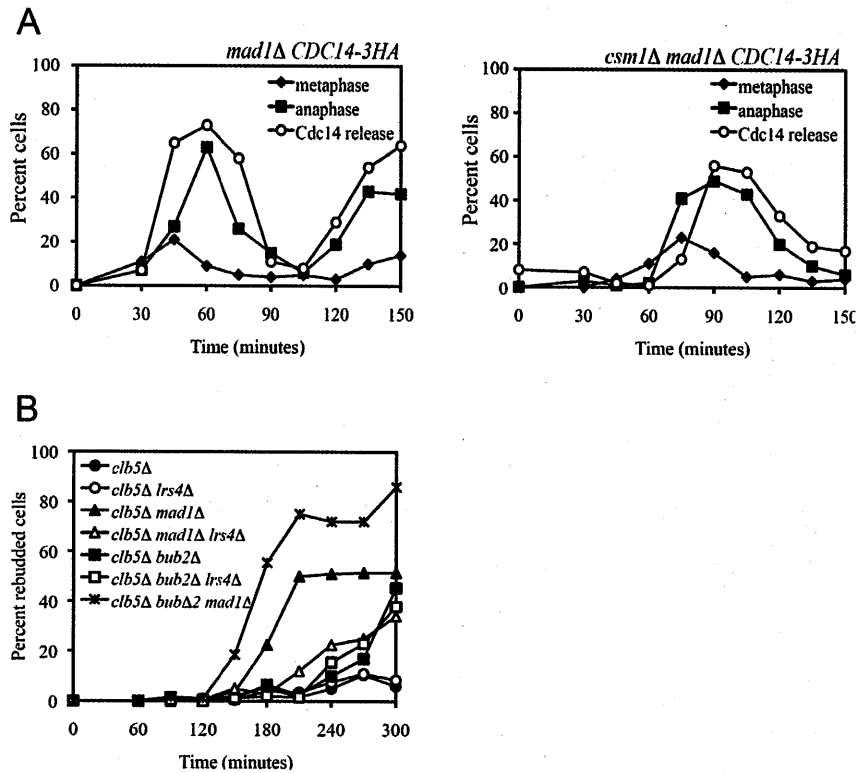 A
mad1Δ CDC14-3HA
100
80
60
40
20
0
Percent cells
metaphase
anaphase
Cdc14 release
0 30 60 90 120 150
Time (minutes)
csm1Δ mad1Δ CDC14-3HA
100
80
60
40
20
0
Percent cells
metaphase
anaphase
Cdc14 release
0 30 60 90 120 150
Time (minutes)
B
100
80
60
40
20
0
Percent rebudded cells
clb5Δ
clb5Δ lrs4Δ
clb5Δ mad1Δ
clb5Δ mad1Δ lrs4Δ
clb5Δ bub2Δ
clb5Δ bub2Δ lrs4Δ
clb5Δ bubΔ2 mad1Δ
0 60 120 180 240 300
Time (minutes)